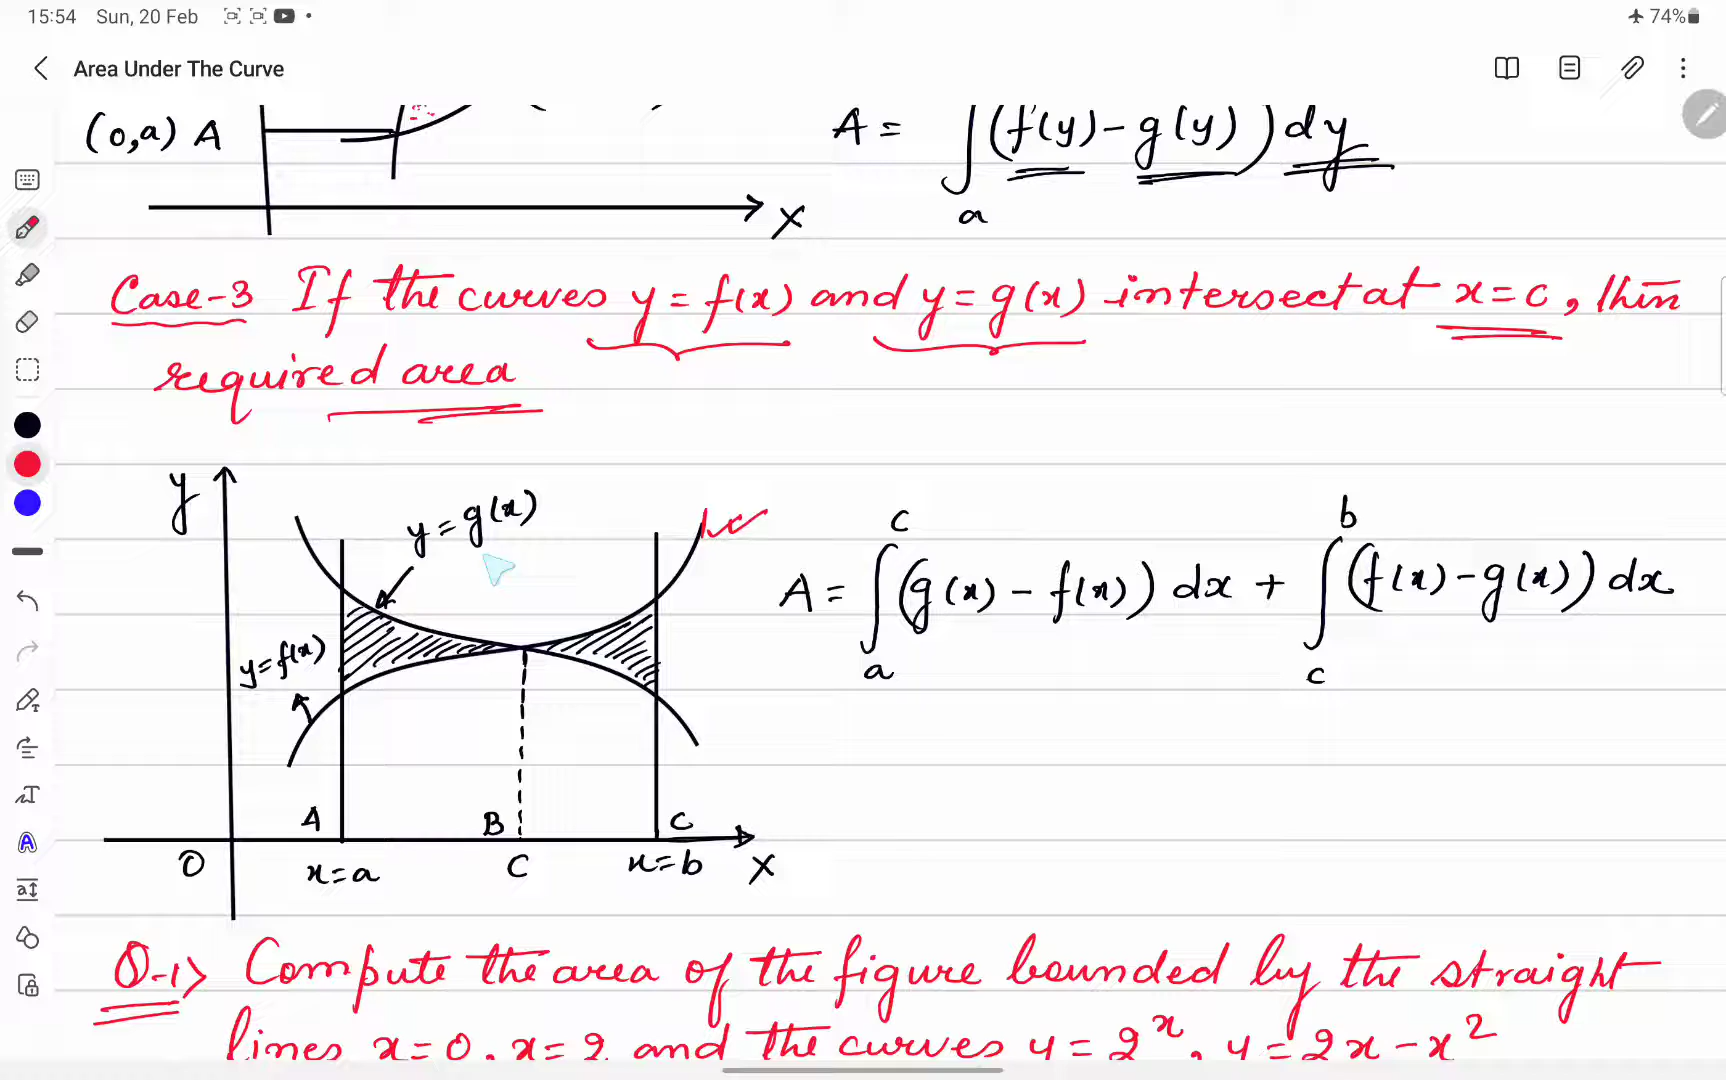 15:54 Sun, 20 Feb
74%
Area Under The Curve
(0,a) A
X
A = ∫ (f(y) - g(y)) dy
a
Case-3 If the curves y = f(x) and y = g(x) intersect at x = c, then
required area
y
y = g(x)
y = f(x)
A B C
O x=a C x=b X
c b
A = ∫ (g(x) - f(x)) dx + ∫ (f(x) - g(x)) dx
a c
Q-1> Compute the area of the figure bounded by the straight
lines x=0, x=2 and the curves y = 2^x, y = 2x - x^2